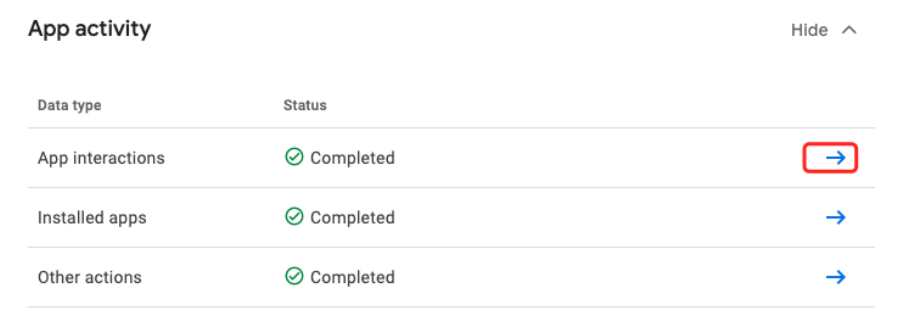 App activity Hide
Data type Status
App interactions Completed
Installed apps Completed
Other actions Completed